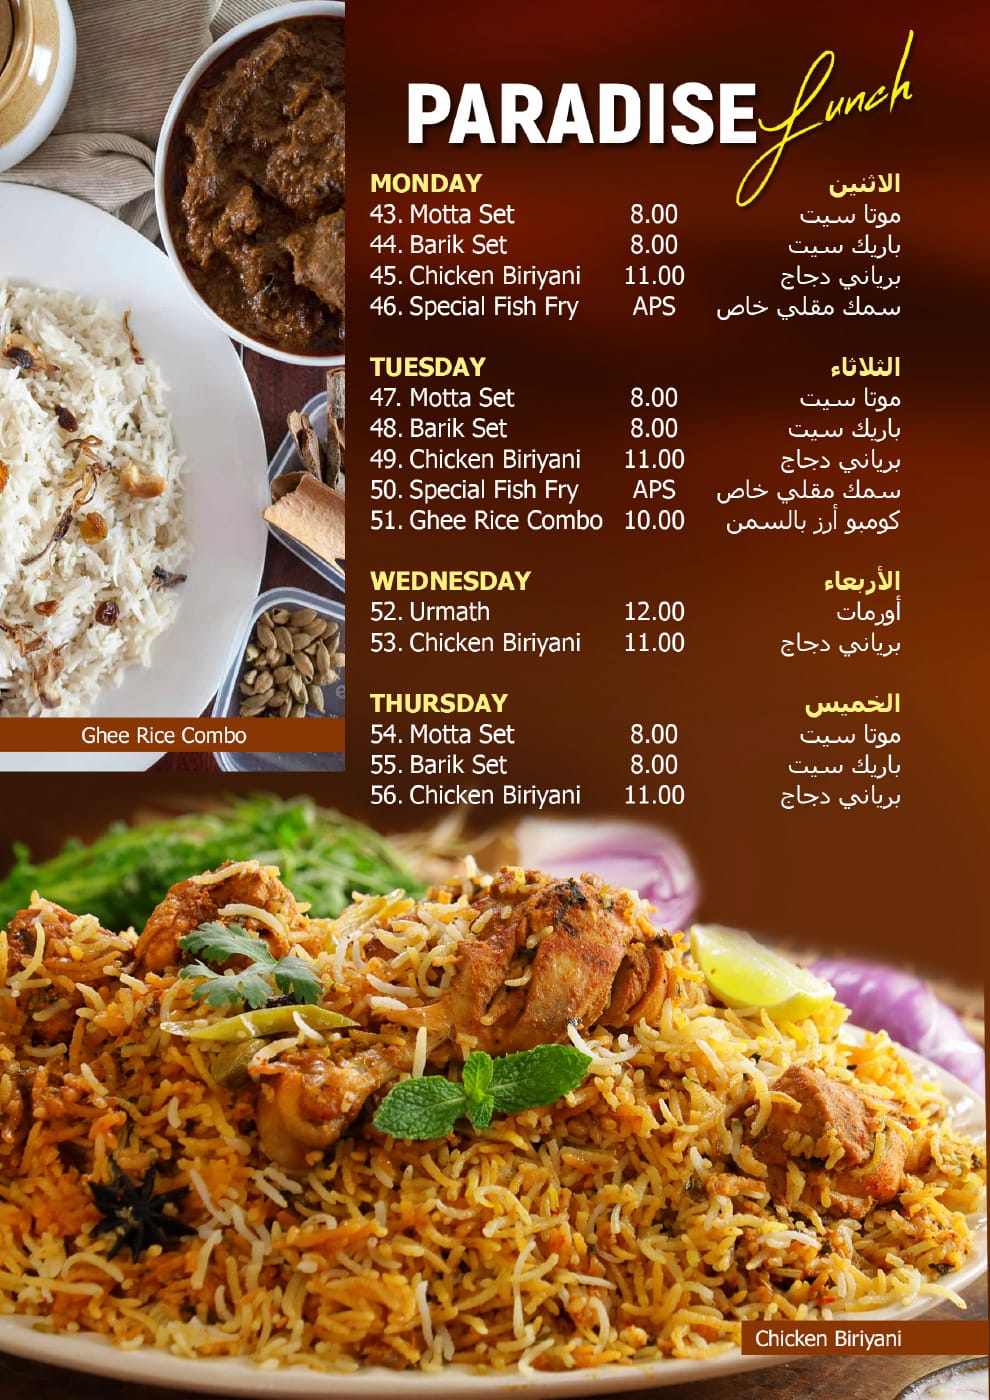 PARADISE Lunch
MONDAY الاثنين
43. Motta Set 8.00 موتا سيت
44. Barik Set 8.00 باريك سيت
45. Chicken Biriyani 11.00 برياني دجاج
46. Special Fish Fry APS سمك مقلي خاص
TUESDAY الثلاثاء
47. Motta Set 8.00 موتا سيت
48. Barik Set 8.00 باريك سيت
49. Chicken Biriyani 11.00 برياني دجاج
50. Special Fish Fry APS سمك مقلي خاص
51. Ghee Rice Combo 10.00 كومبو أرز بالسمن
WEDNESDAY الأربعاء
52. Urmath 12.00 أورمات
53. Chicken Biriyani 11.00 برياني دجاج
THURSDAY الخميس
54. Motta Set 8.00 موتا سيت
55. Barik Set 8.00 باريك سيت
56. Chicken Biriyani 11.00 برياني دجاج
Ghee Rice Combo
Chicken Biriyani